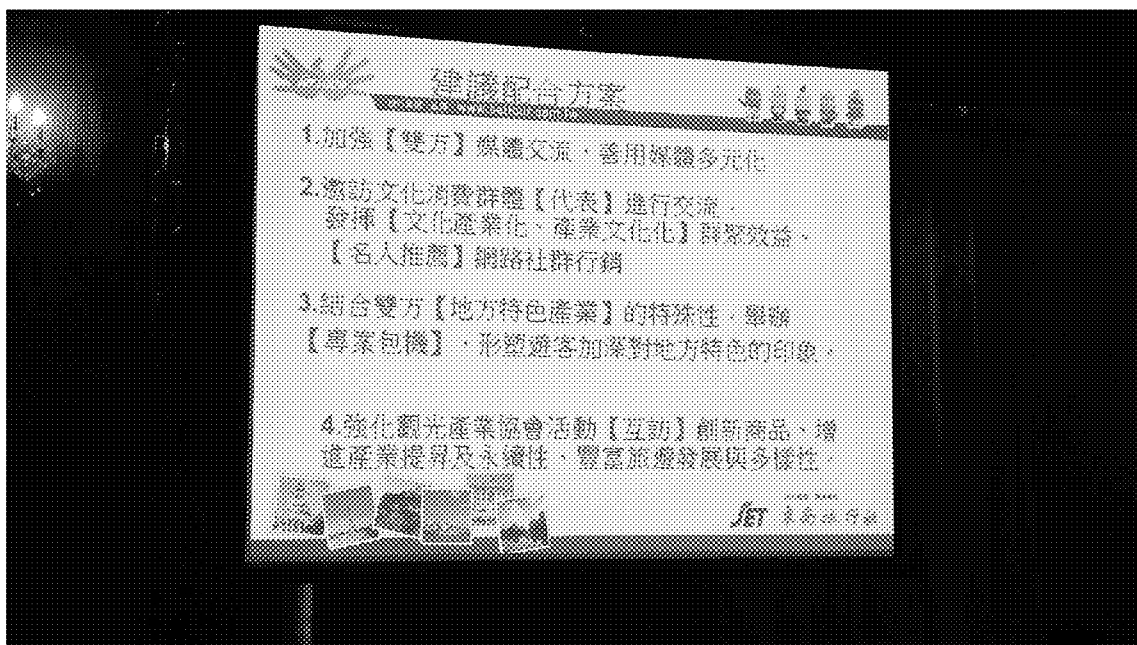 建議配合方案
1.加強【雙方】媒體交流，善用媒體多元化
2.邀訪文化消費群體【代表】進行交流，
發揮【文化產業化、產業文化化】群聚效益、
【名人推薦】網路社群行銷
3.結合雙方【地方特色產業】的特殊性，舉辦
【專案包機】，形塑遊客加深對地方特色的印象。
4.強化觀光產業協會活動【互訪】創新商品、增
進產業提昇及永續性、豐富旅遊發展與多樣性。
SET 東南旅行社